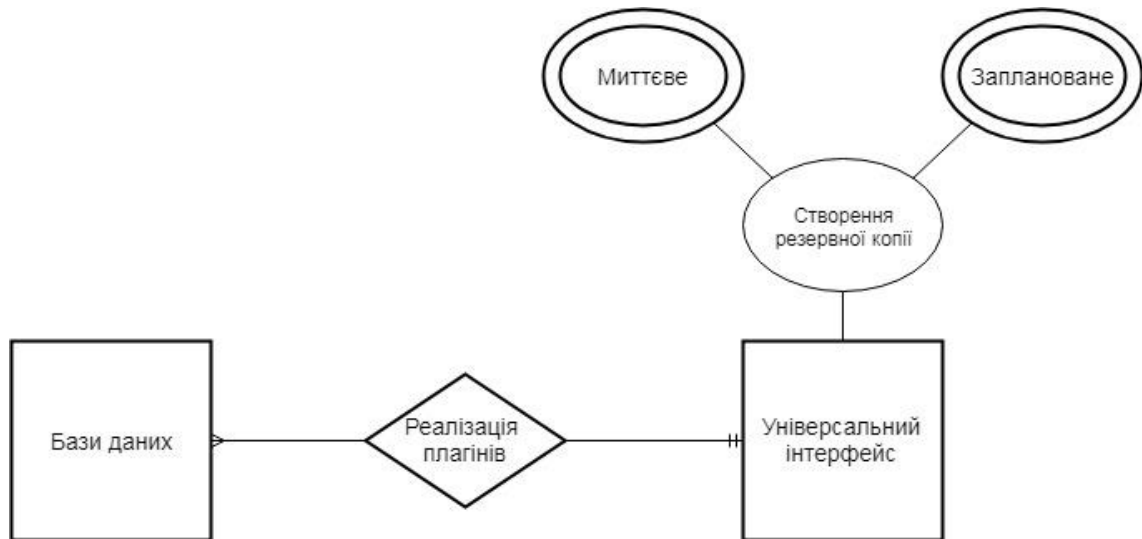 Миттєве
Заплановане
Створення
резервної копії
Бази даних
Реалізація
плагінів
Універсальний
інтерфейс